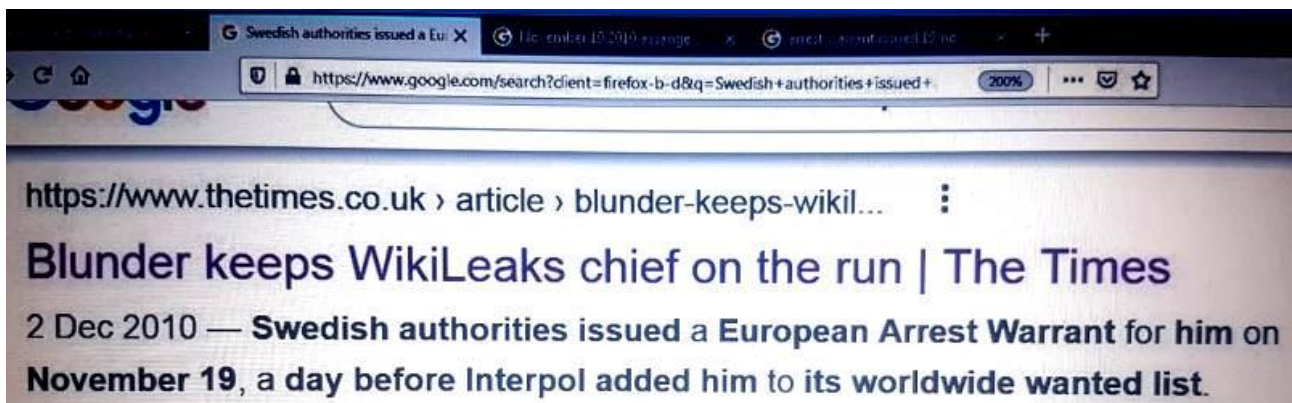 G Swedish authorities issued a Eu X
https://www.google.com/search?client=firefox-b-d&q=Swedish+authorities+issued+ 200% ...
Google
https://www.thetimes.co.uk › article › blunder-keeps-wikil...
Blunder keeps WikiLeaks chief on the run | The Times
2 Dec 2010 — Swedish authorities issued a European Arrest Warrant for him on
November 19, a day before Interpol added him to its worldwide wanted list.